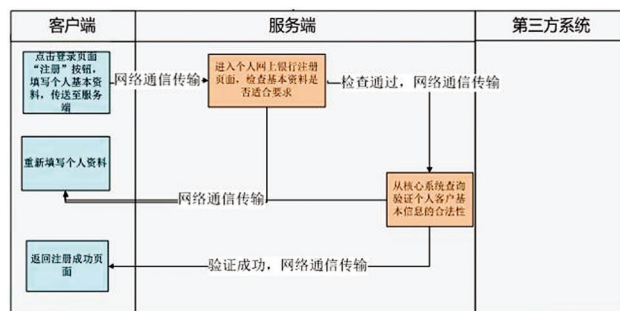 客户端
服务端
第三方系统
点击登录页面
“注册”按钮，
填写个人基本资
料，传送至服务
端
网络通信传输
进入个人网上银行注册
页面，检查基本资料是
否适合要求
检查通过，网络通信传输
重新填写个人资料
网络通信传输
从核心系统查询
验证个人客户基
本信息的合法性
返回注册成功页
面
验证成功，网络通信传输